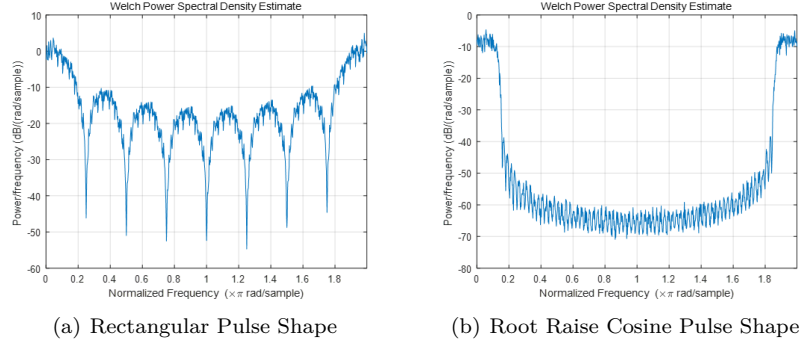 Welch Power Spectral Density Estimate
10
0
-10
-20
-30
-40
-50
-60
Power/frequency (dB/(rad/sample))
0 0.2 0.4 0.6 0.8 1 1.2 1.4 1.6 1.8
Normalized Frequency (×π rad/sample)
(a) Rectangular Pulse Shape
Welch Power Spectral Density Estimate
0
-10
-20
-30
-40
-50
-60
-70
-80
Power/frequency (dB/(rad/sample))
0 0.2 0.4 0.6 0.8 1 1.2 1.4 1.6 1.8
Normalized Frequency (×π rad/sample)
(b) Root Raise Cosine Pulse Shape